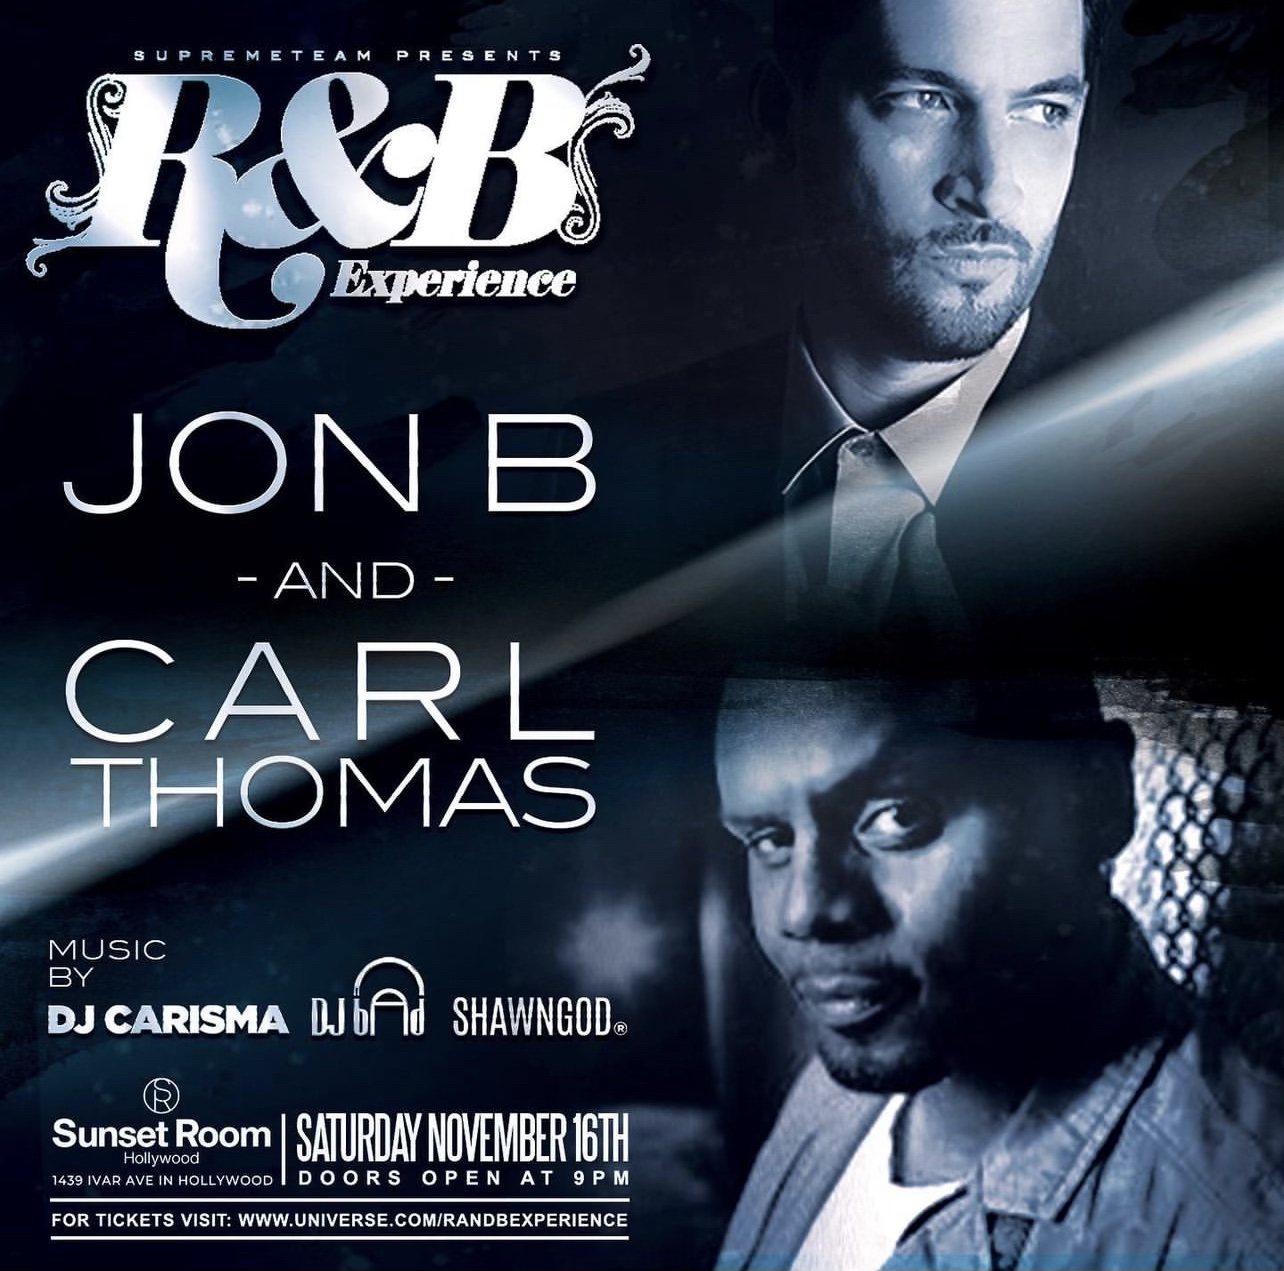 SUPREMETEAM PRESENTS
R&B
Experience
JON B
- AND -
CARL
THOMAS
MUSIC
BY
DJ CARISMA DJ bAd SHAWNGOD®
SR
Sunset Room
Hollywood
1439 IVAR AVE IN HOLLYWOOD
SATURDAY NOVEMBER 16TH
DOORS OPEN AT 9PM
FOR TICKETS VISIT: WWW.UNIVERSE.COM/RANDBEXPERIENCE